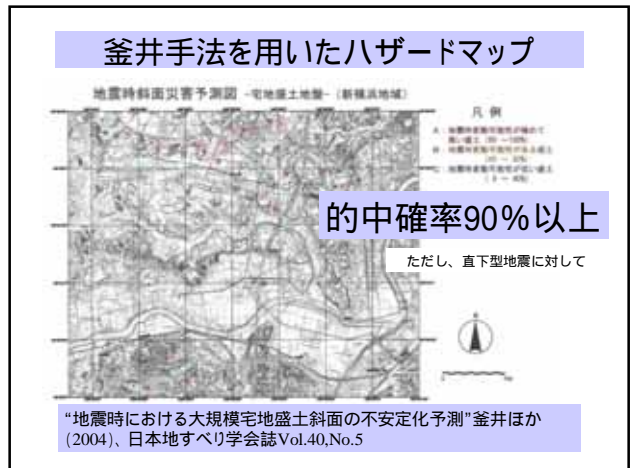 釜井手法を用いたハザードマップ
地震時斜面災害予測図 -宅地盛土地盤- (新横浜地域)
凡例
的中確率90%以上
ただし、直下型地震に対して
“地震時における大規模宅地盛土斜面の不安定化予測”釜井ほか
(2004)、日本地すべり学会誌Vol.40,No.5